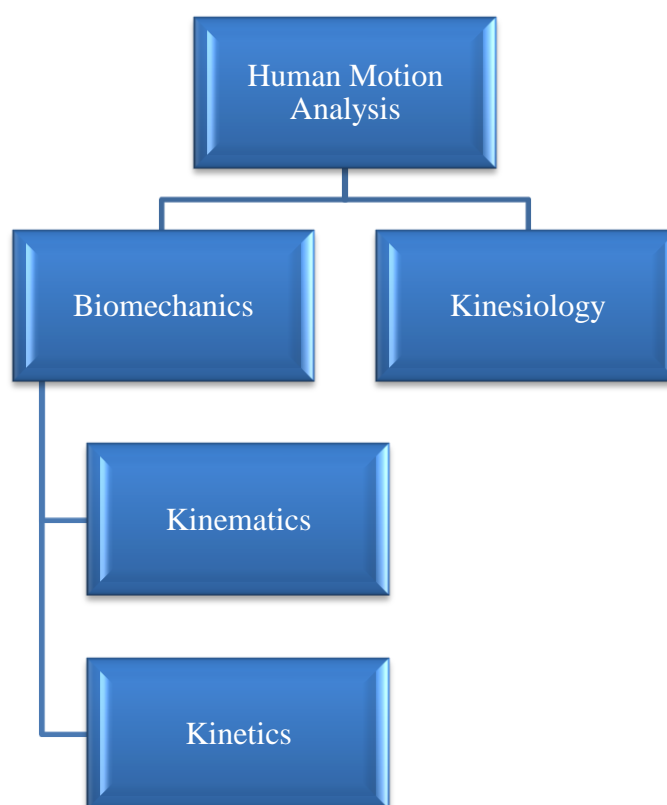 Human Motion
Analysis
Biomechanics
Kinesiology
Kinematics
Kinetics